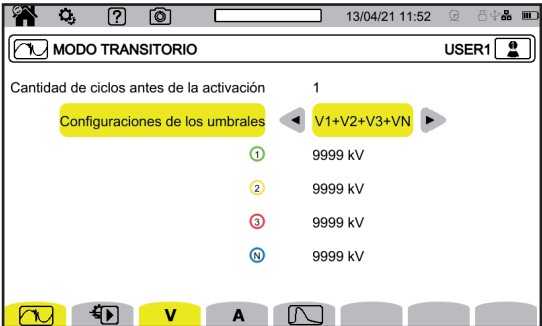 ? 13/04/21 11:52
MODO TRANSITORIO USER1
Cantidad de ciclos antes de la activación 1
Configuraciones de los umbrales ◄ V1+V2+V3+VN ►
1 9999 kV
2 9999 kV
3 9999 kV
N 9999 kV
V A